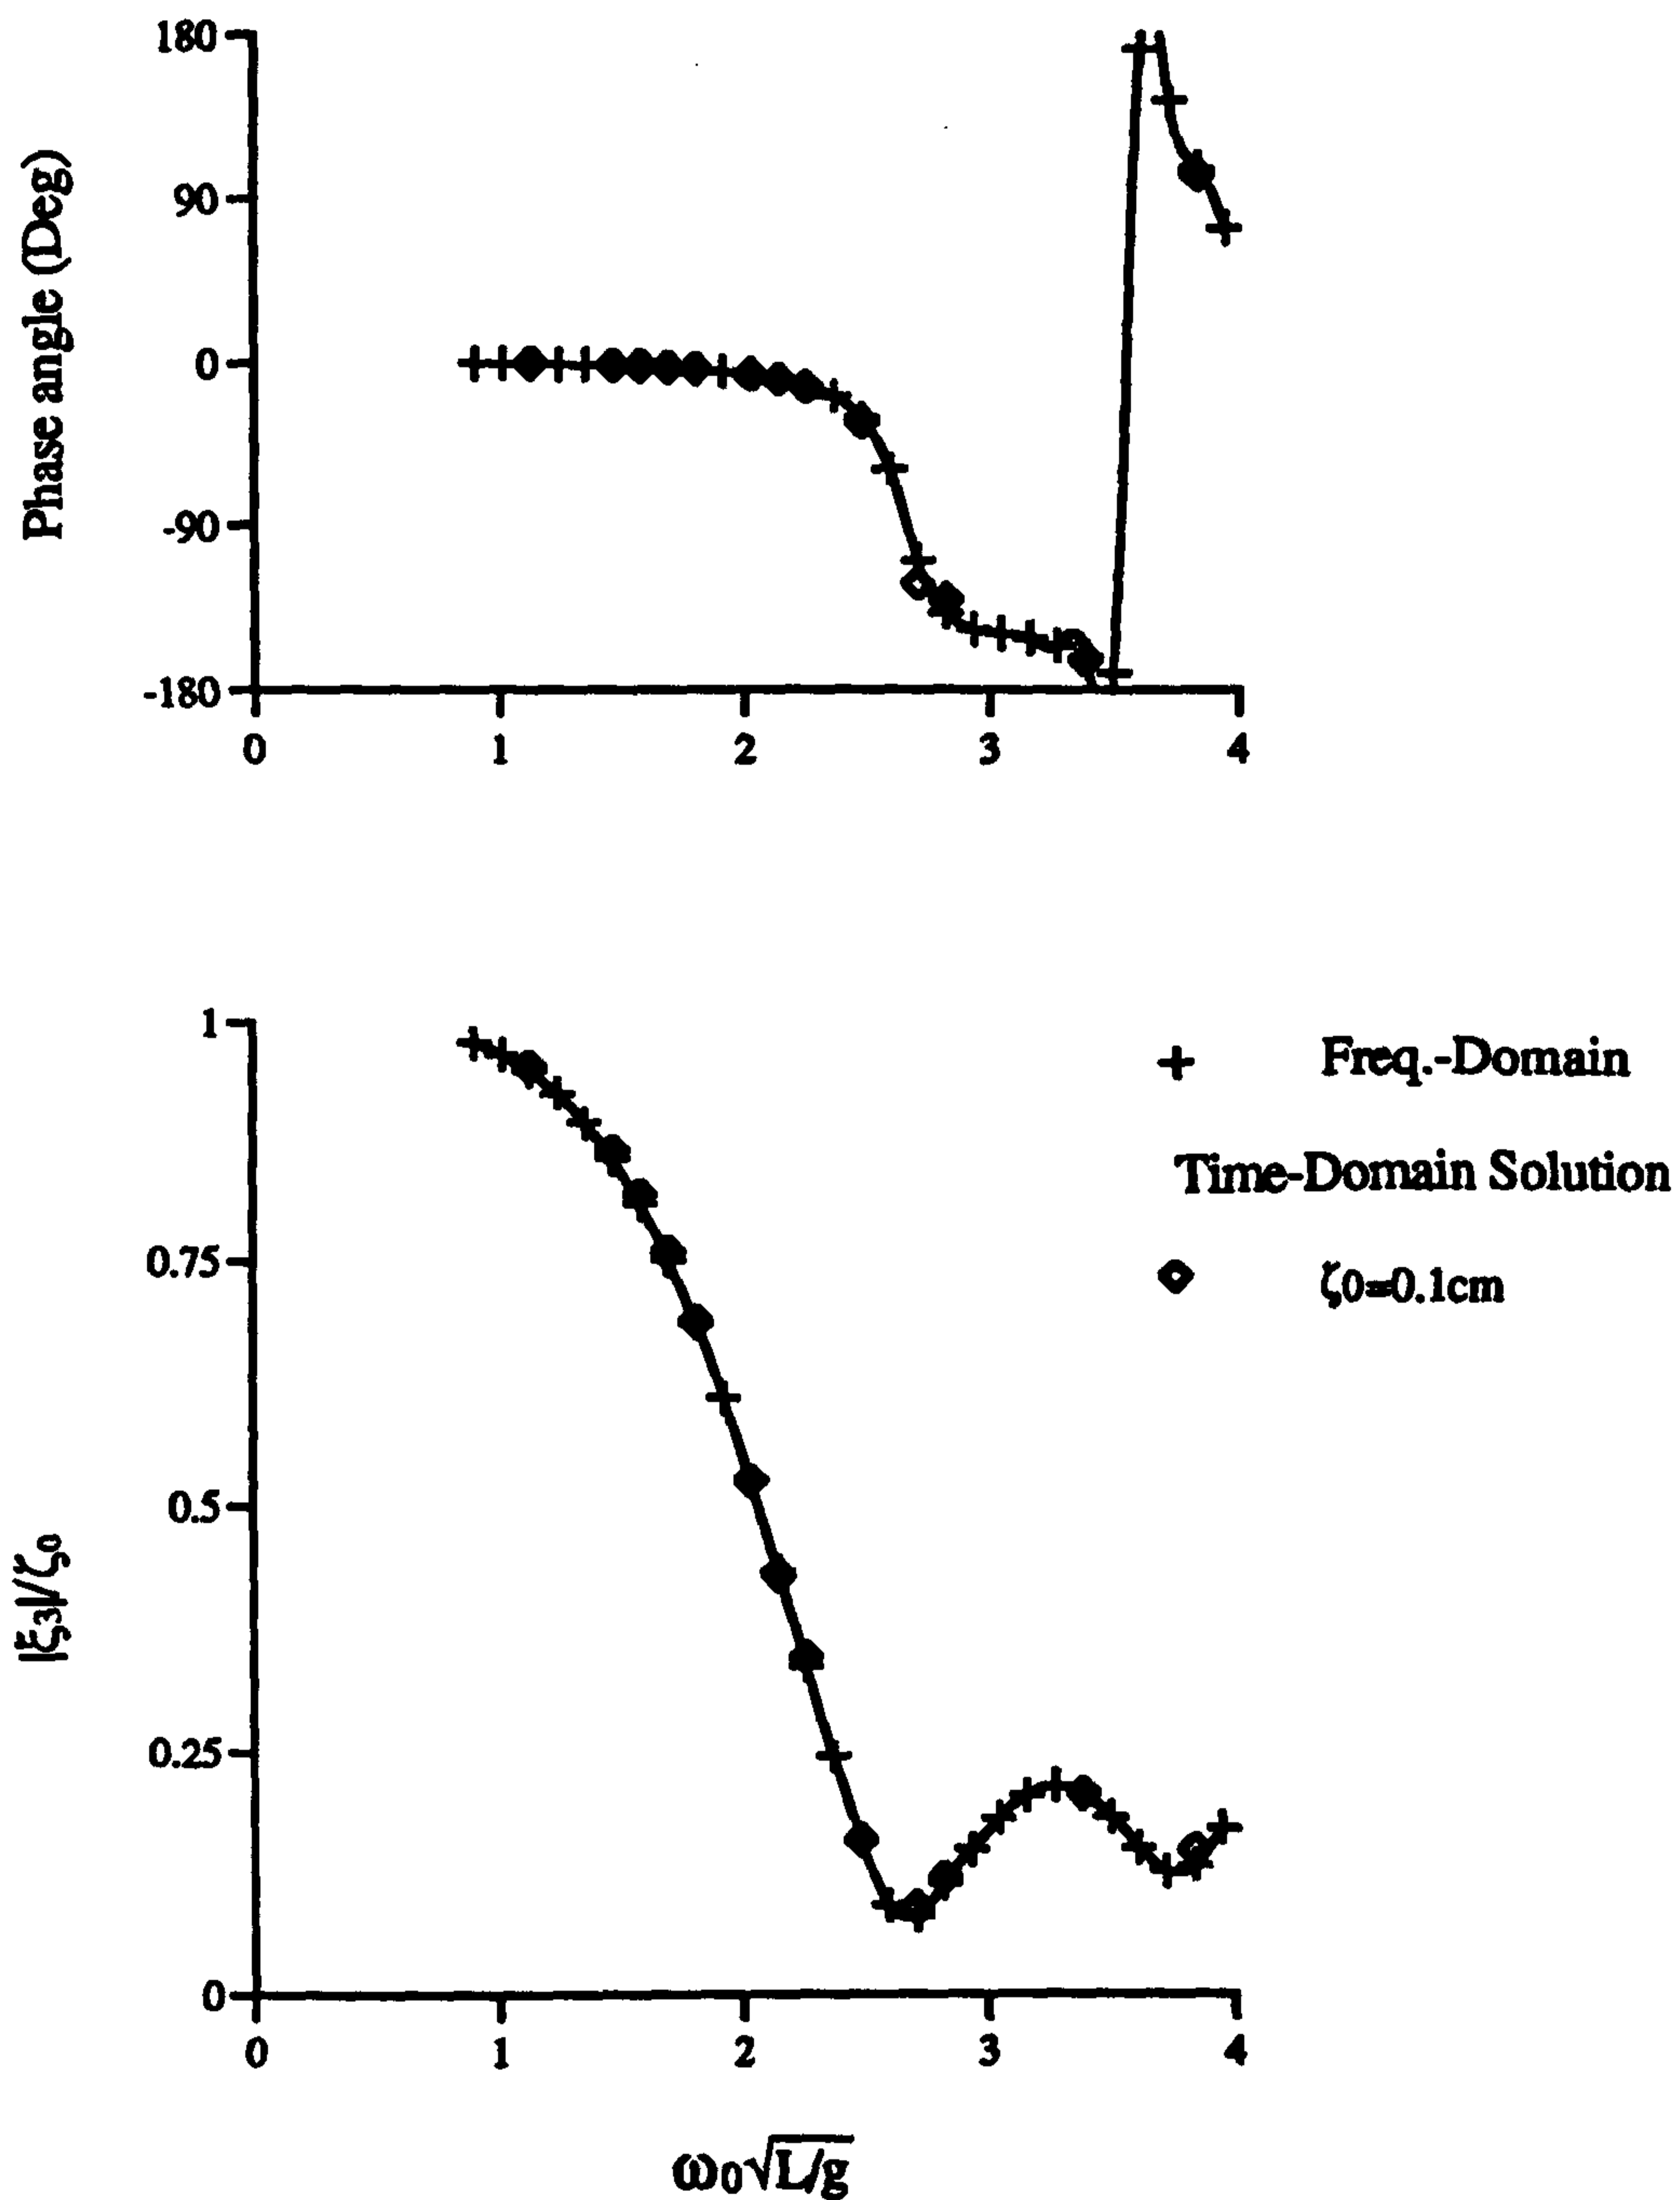 180
90
0
-90
-180
Phase angle (Deg)
0 1 2 3 4
1
0.75
0.5
0.25
0
|ξ3|/ζ0
0 1 2 3 4
ω0√L/g
+ Freq.-Domain
Time-Domain Solution
ζ0=0.1cm